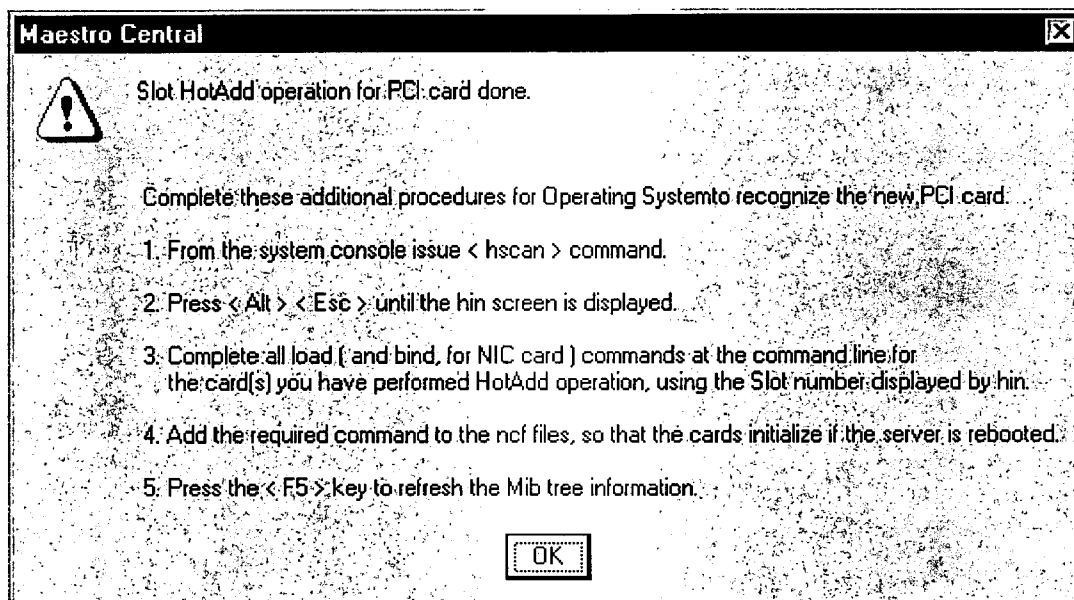 Maestro Central
Slot HotAdd operation for PCI card done.
Complete these additional procedures for Operating Systemto recognize the new PCI card.
1. From the system console issue < hscan > command.
2. Press < Alt > < Esc > until the hin screen is displayed.
3. Complete all load ( and bind, for NIC card ) commands at the command line for
the card(s) you have performed HotAdd operation, using the Slot number displayed by hin.
4. Add the required command to the ncf files, so that the cards initialize if the server is rebooted.
5. Press the < F5 > key to refresh the Mib tree information.
OK